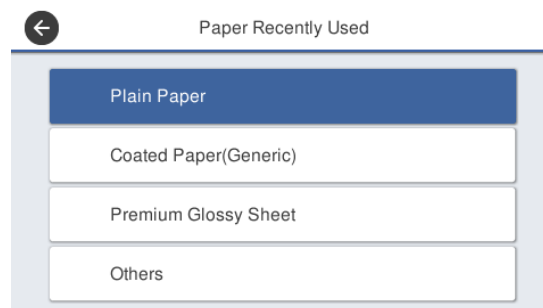 Paper Recently Used
Plain Paper
Coated Paper(Generic)
Premium Glossy Sheet
Others